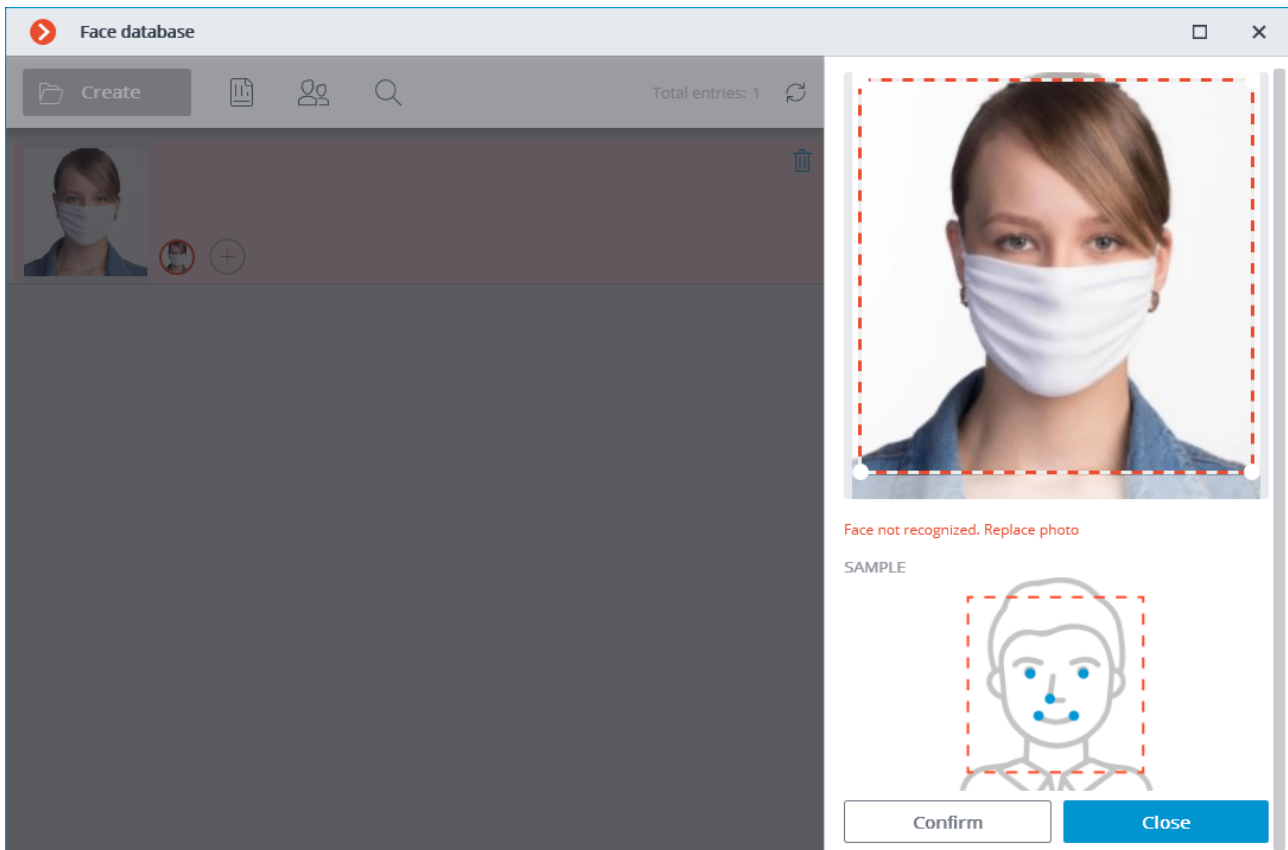 Face database
Create
Total entries: 1
Face not recognized. Replace photo
SAMPLE
Confirm
Close